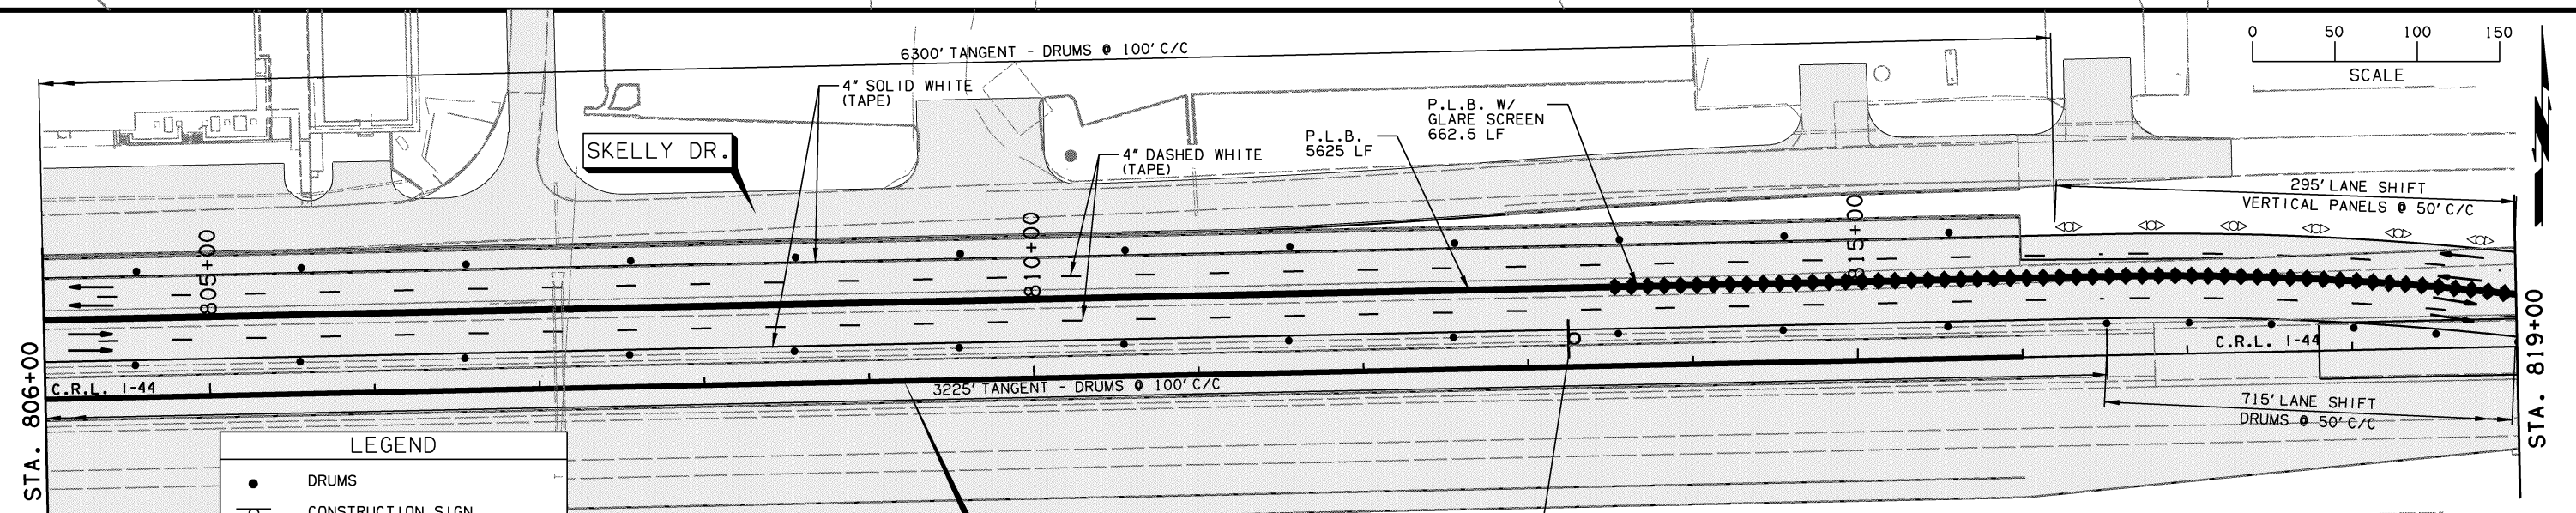 6300' TANGENT - DRUMS @ 100' C/C
0 50 100 150
SCALE
4" SOLID WHITE
(TAPE)
SKELLY DR.
4" DASHED WHITE
(TAPE)
P.L.B.
5625 LF
P.L.B. W/
GLARE SCREEN
662.5 LF
295' LANE SHIFT
VERTICAL PANELS @ 50' C/C
805+00
810+00
815+00
STA. 806+00
STA. 819+00
C.R.L. I-44
C.R.L. I-44
3225' TANGENT - DRUMS @ 100' C/C
715' LANE SHIFT
DRUMS @ 50' C/C
LEGEND
DRUMS
CONSTRUCTION SIGN